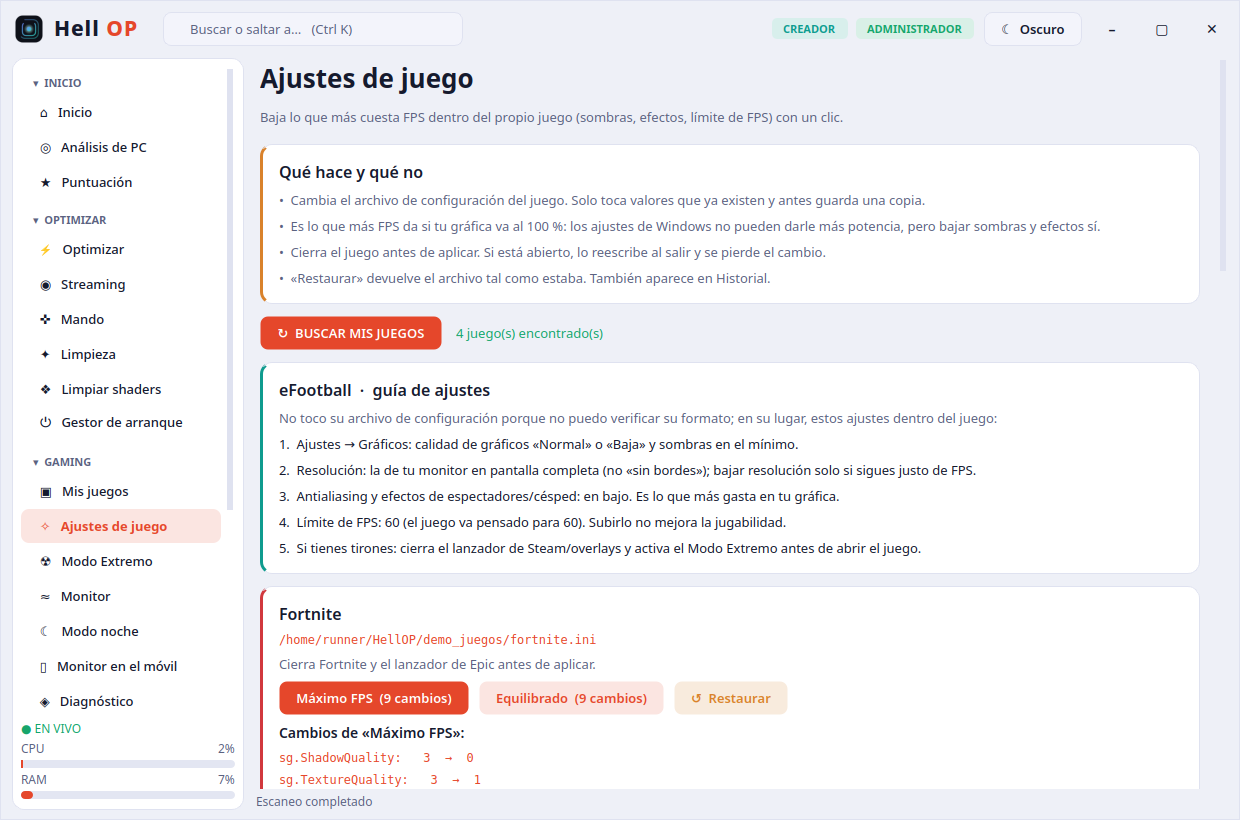 Hell OP
Buscar o saltar a... (Ctrl K)
CREADOR
ADMINISTRADOR
☾ Oscuro
▾ INICIO
⌂ Inicio
◎ Análisis de PC
★ Puntuación
▾ OPTIMIZAR
⚡ Optimizar
◉ Streaming
✜ Mando
✦ Limpieza
❖ Limpiar shaders
⏻ Gestor de arranque
▾ GAMING
▣ Mis juegos
✧ Ajustes de juego
☢ Modo Extremo
≈ Monitor
☾ Modo noche
▯ Monitor en el móvil
◈ Diagnóstico
● EN VIVO
CPU 2%
RAM 7%
Ajustes de juego
Baja lo que más cuesta FPS dentro del propio juego (sombras, efectos, límite de FPS) con un clic.
Qué hace y qué no
• Cambia el archivo de configuración del juego. Solo toca valores que ya existen y antes guarda una copia.
• Es lo que más FPS da si tu gráfica va al 100 %: los ajustes de Windows no pueden darle más potencia, pero bajar sombras y efectos sí.
• Cierra el juego antes de aplicar. Si está abierto, lo reescribe al salir y se pierde el cambio.
• «Restaurar» devuelve el archivo tal como estaba. También aparece en Historial.
↻ BUSCAR MIS JUEGOS
4 juego(s) encontrado(s)
eFootball · guía de ajustes
No toco su archivo de configuración porque no puedo verificar su formato; en su lugar, estos ajustes dentro del juego:
1. Ajustes → Gráficos: calidad de gráficos «Normal» o «Baja» y sombras en el mínimo.
2. Resolución: la de tu monitor en pantalla completa (no «sin bordes»); bajar resolución solo si sigues justo de FPS.
3. Antialiasing y efectos de espectadores/césped: en bajo. Es lo que más gasta en tu gráfica.
4. Límite de FPS: 60 (el juego va pensado para 60). Subirlo no mejora la jugabilidad.
5. Si tienes tirones: cierra el lanzador de Steam/overlays y activa el Modo Extremo antes de abrir el juego.
Fortnite
/home/runner/HellOP/demo_juegos/fortnite.ini
Cierra Fortnite y el lanzador de Epic antes de aplicar.
Máximo FPS (9 cambios)
Equilibrado (9 cambios)
↺ Restaurar
Cambios de «Máximo FPS»:
sg.ShadowQuality: 3 → 0
sg.TextureQuality: 3 → 1
Escaneo completado